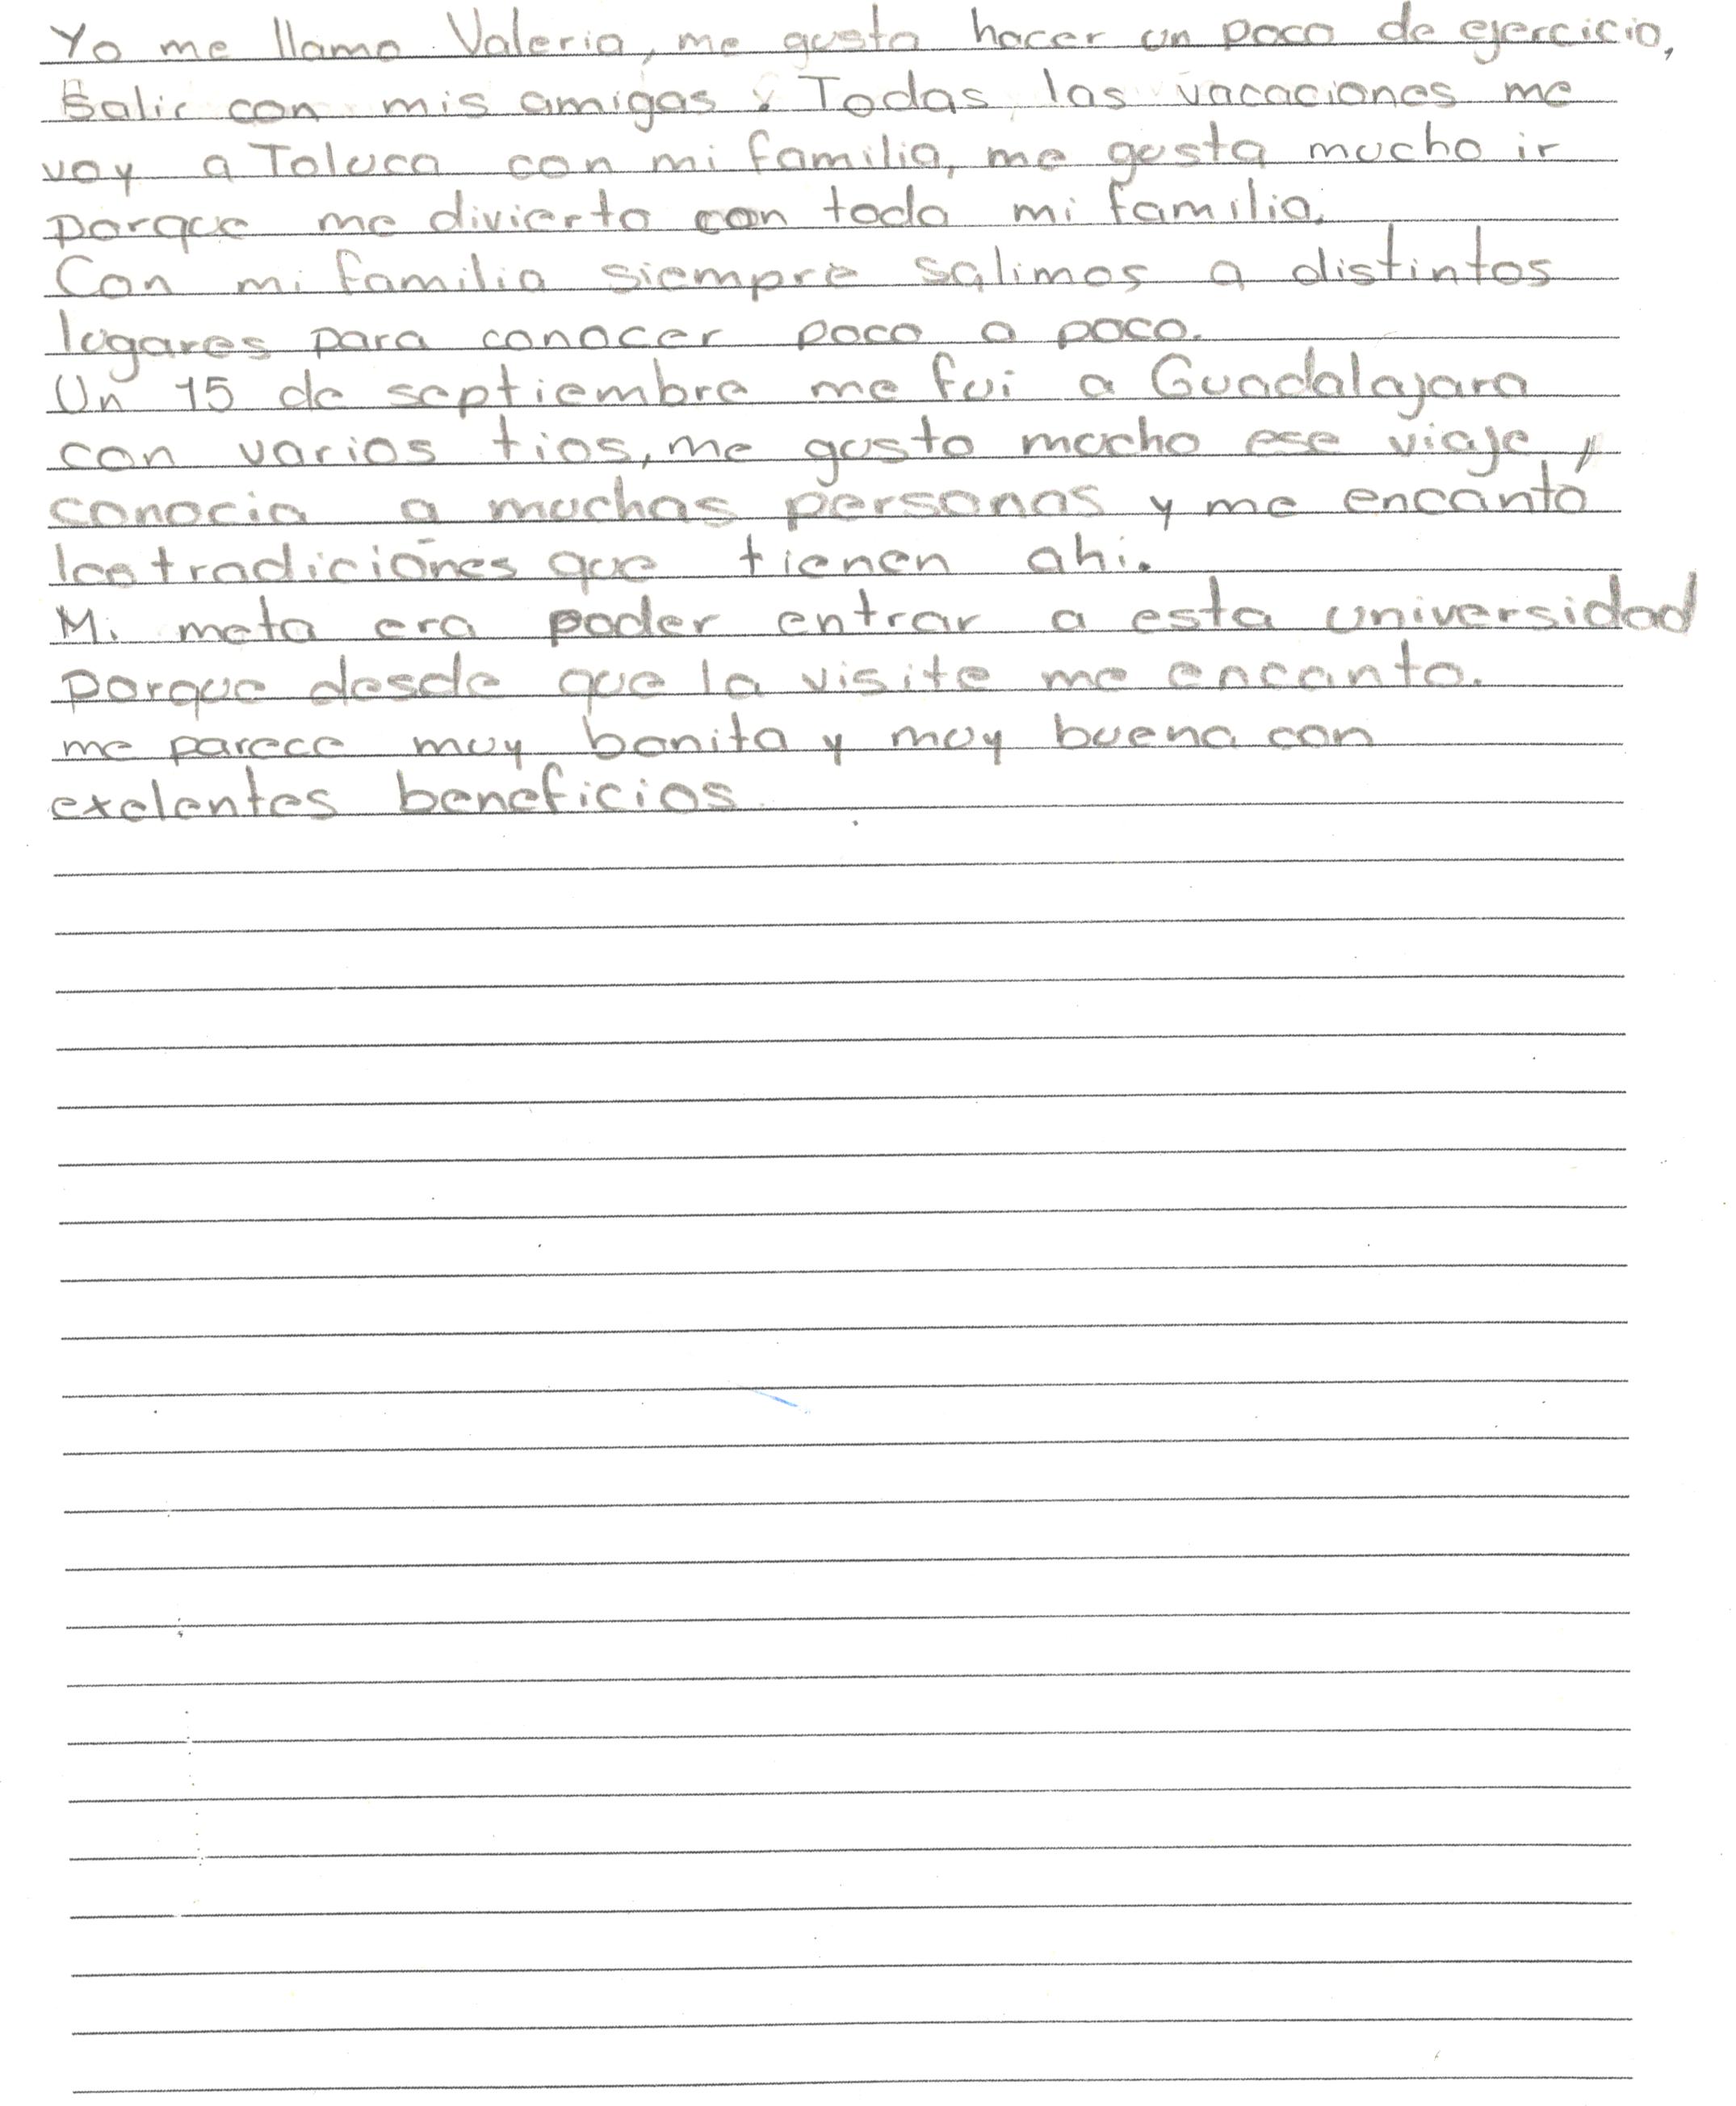 Yo me llamo Valeria, me gusta hacer un poco de ejercicio,
Salir con mis amigas. Todas las vacaciones me
voy a Toluca con mi familia, me gusta mucho ir
porque me divierto con toda mi familia.
Con mi familia siempre salimos a distintos
lugares para conocer poco a poco.
Un 15 de septiembre me fui a Guadalajara
con varios tios, me gusto mucho ese viaje,
conocia a muchas personas y me encanto
las tradiciones que tienen ahi.
Mi meta era poder entrar a esta universidad
porque desde que la visite me encanto.
me parece muy bonita y muy buena con
exelentes beneficios